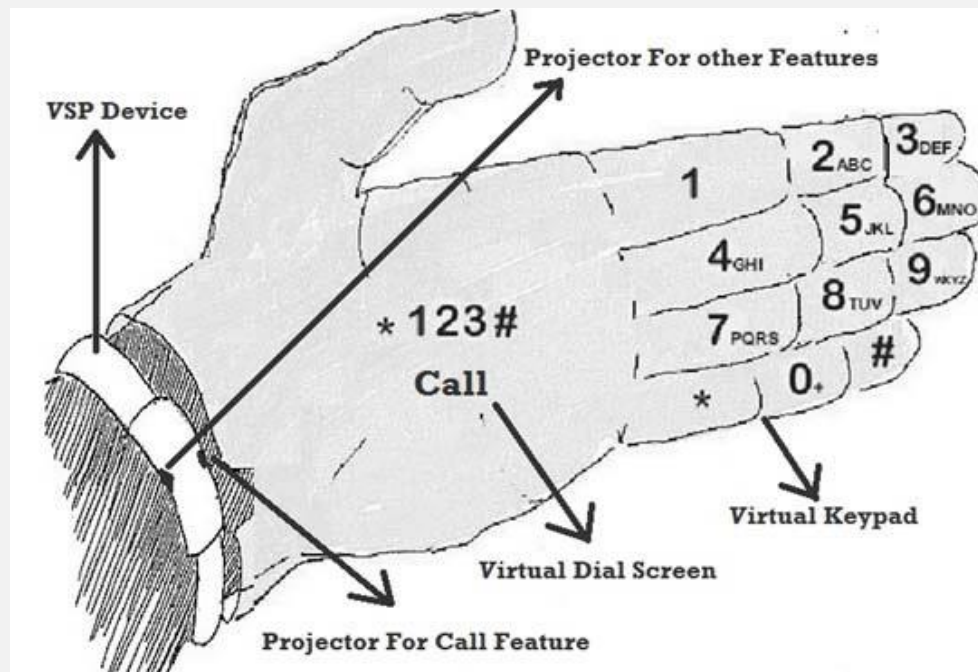 Projector For other Features
VSP Device
1
2ABC
3DEF
4GHI
5JKL
6MNO
7PQRS
8TUV
9WXYZ
*
0+
#
*123#
Call
Virtual Keypad
Virtual Dial Screen
Projector For Call Feature